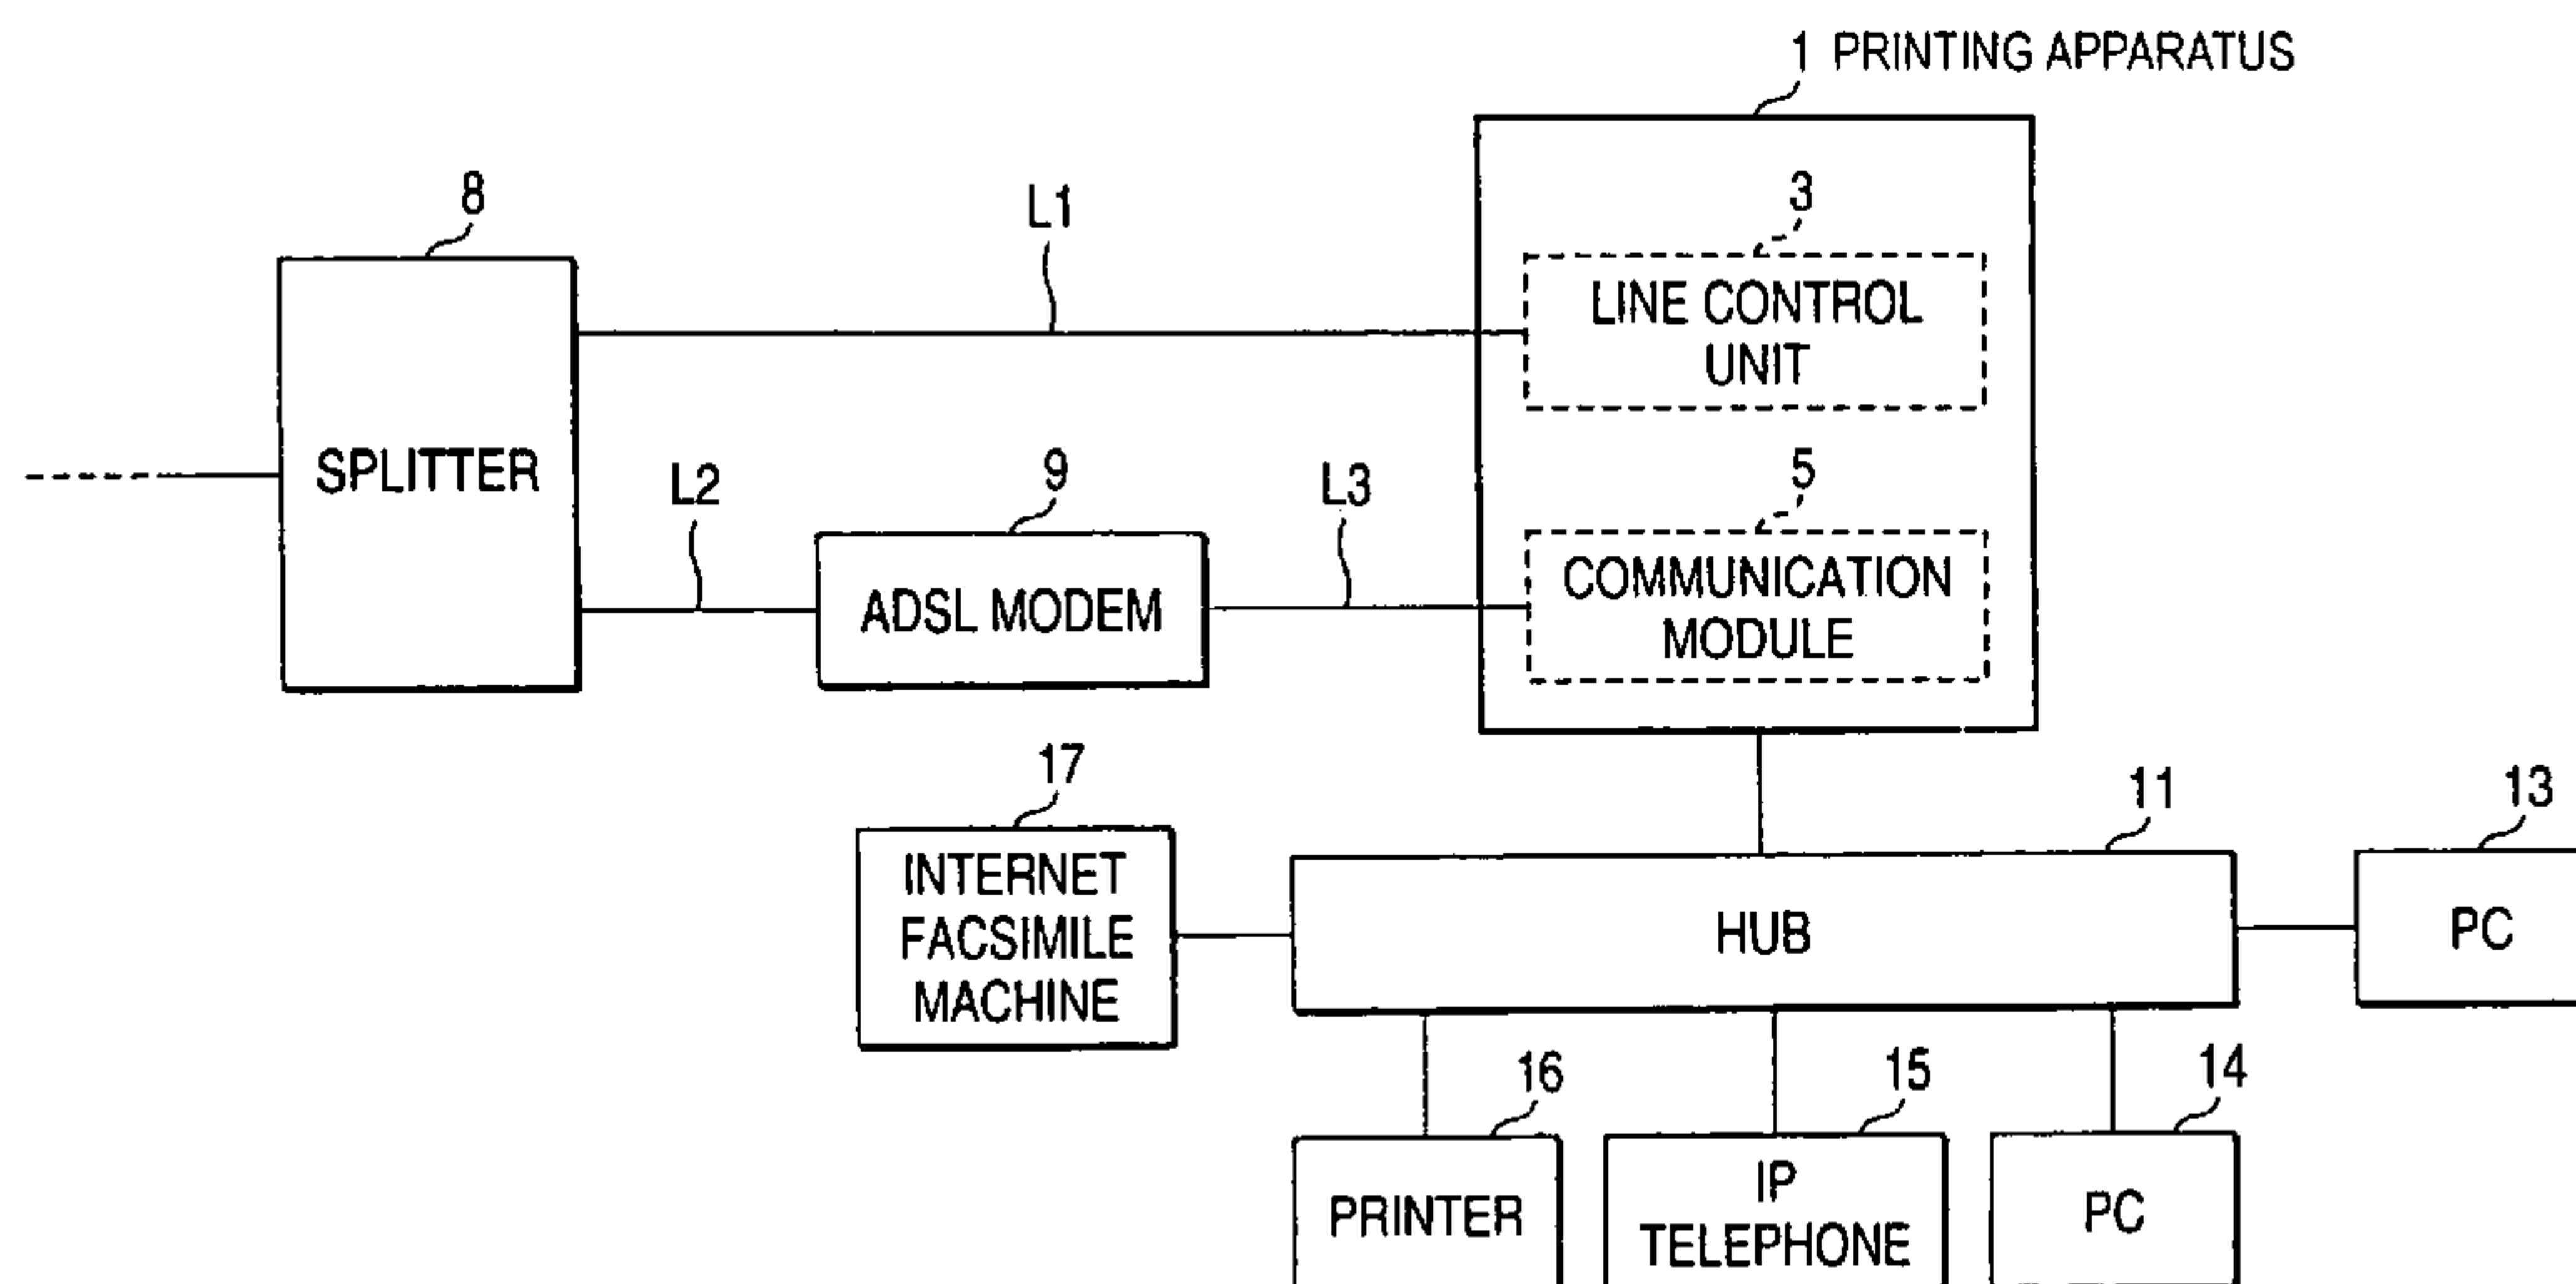 1 PRINTING APPARATUS
8
L1
3
LINE CONTROL
UNIT
SPLITTER
L2
9
L3
5
ADSL MODEM
COMMUNICATION
MODULE
17
11
13
INTERNET
FACSIMILE
MACHINE
HUB
PC
16
15
14
PRINTER
IP
TELEPHONE
PC